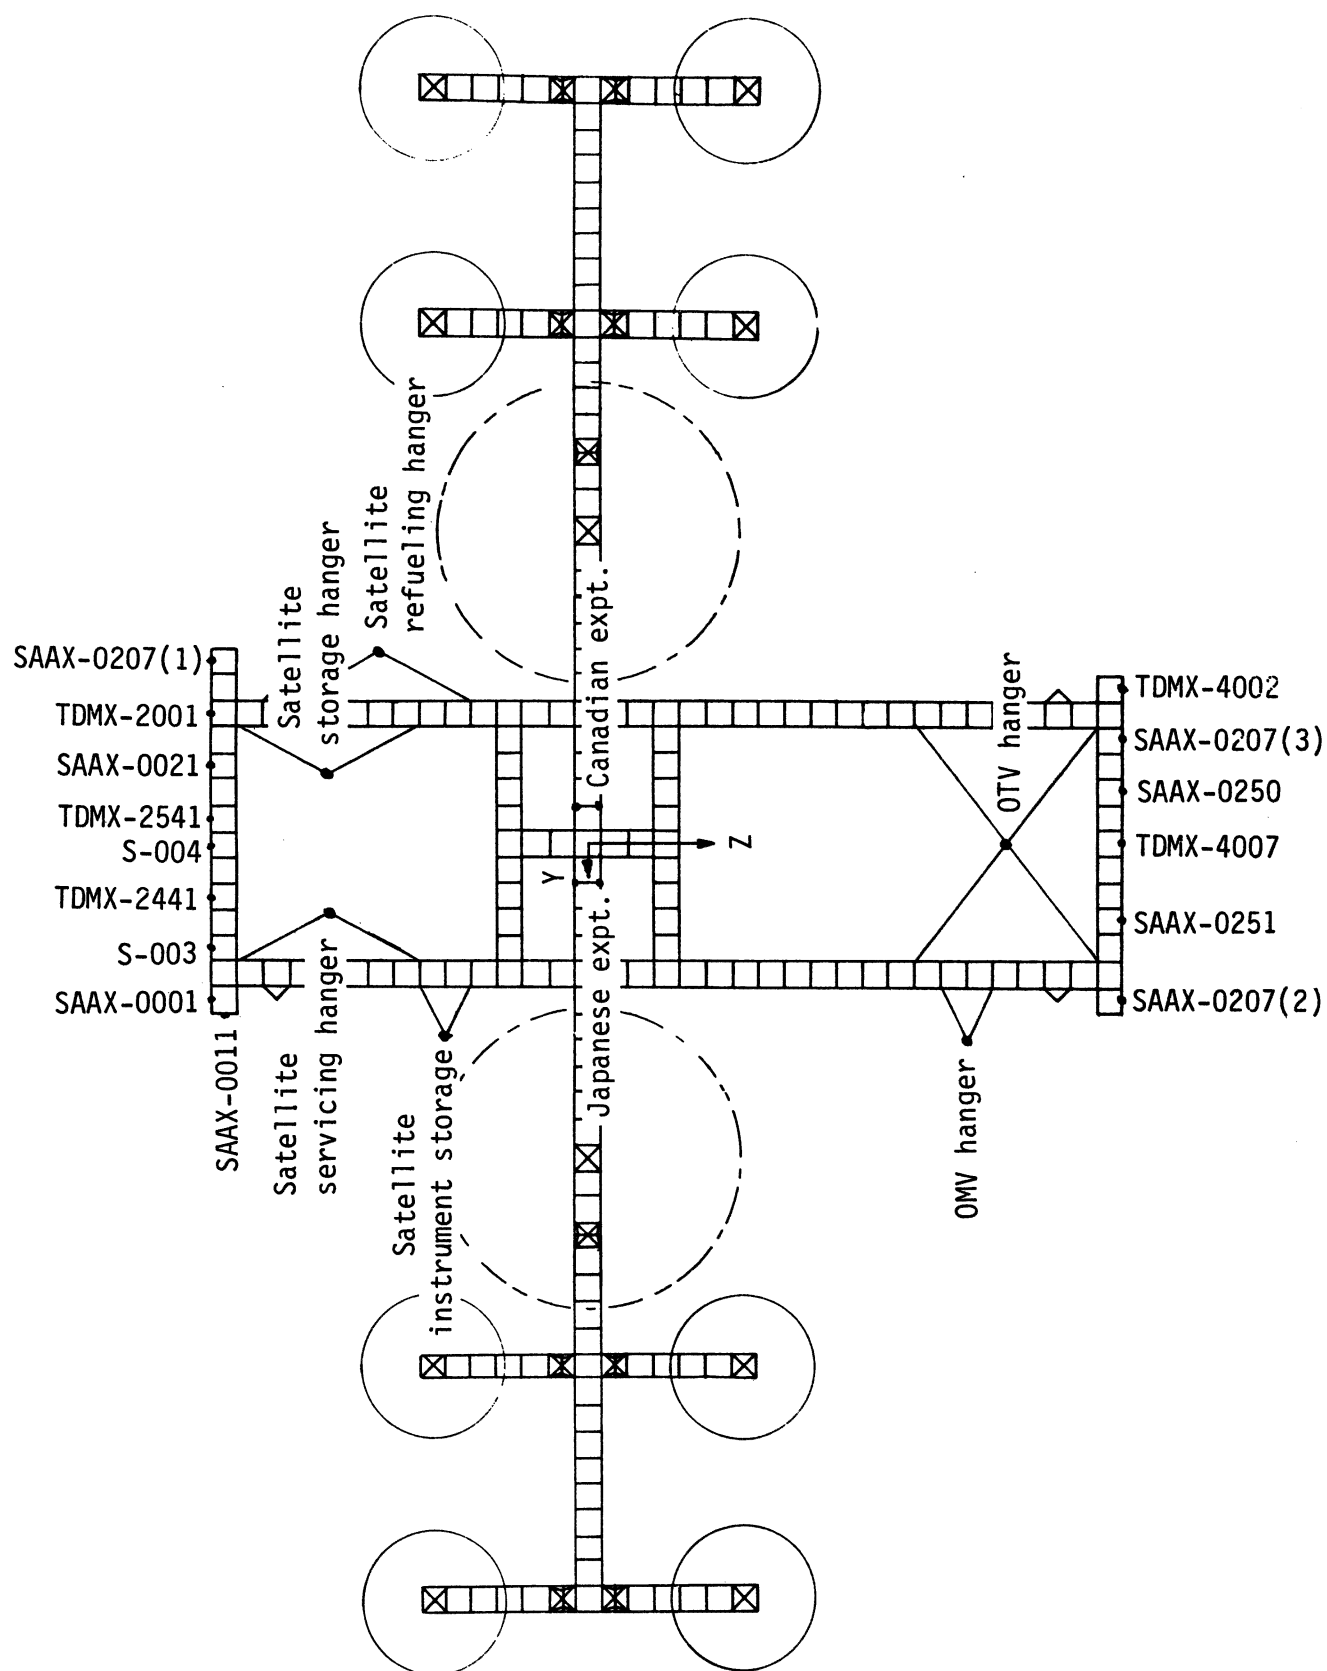 Satellite
refueling hanger
Satellite
storage hanger
Canadian expt.
SAAX-0207(1)
TDMX-2001
SAAX-0021
TDMX-2541
S-004
TDMX-2441
S-003
SAAX-0001
SAAX-0011
OTV hanger
TDMX-4002
SAAX-0207(3)
SAAX-0250
TDMX-4007
SAAX-0251
SAAX-0207(2)
Z
Y
Japanese expt.
Satellite
servicing hanger
Satellite
instrument storage
OMV hanger